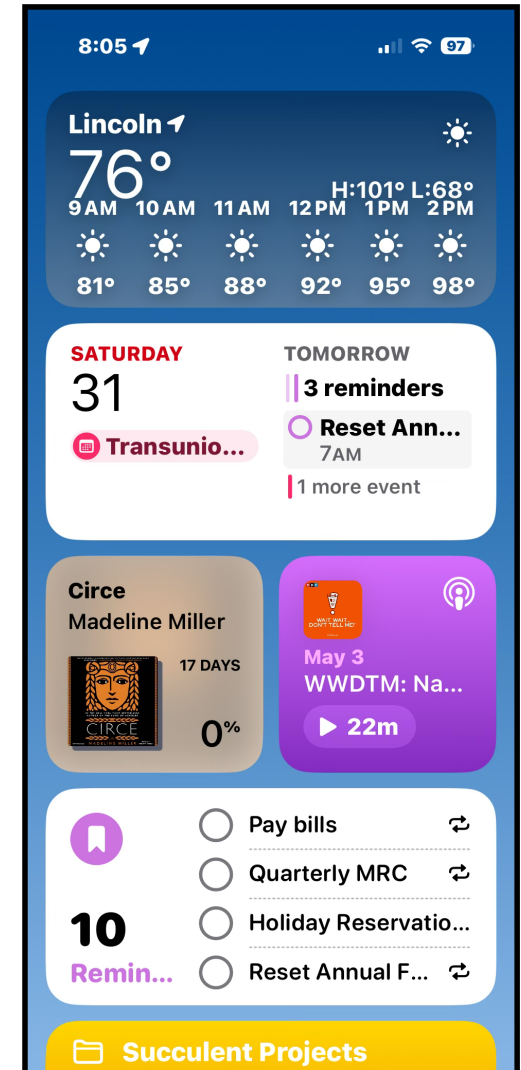 8:05
97
Lincoln
76°
H:101° L:68°
9 AM 10 AM 11 AM 12 PM 1 PM 2 PM
81° 85° 88° 92° 95° 98°
SATURDAY
31
Transunio...
TOMORROW
3 reminders
Reset Ann...
7AM
1 more event
Circe
Madeline Miller
17 DAYS
CIRCE
MADELINE MILLER
0%
WAIT WAIT...
DON'T TELL ME!
May 3
WWDTM: Na...
22m
10
Remin...
Pay bills
Quarterly MRC
Holiday Reservatio...
Reset Annual F...
Succulent Projects